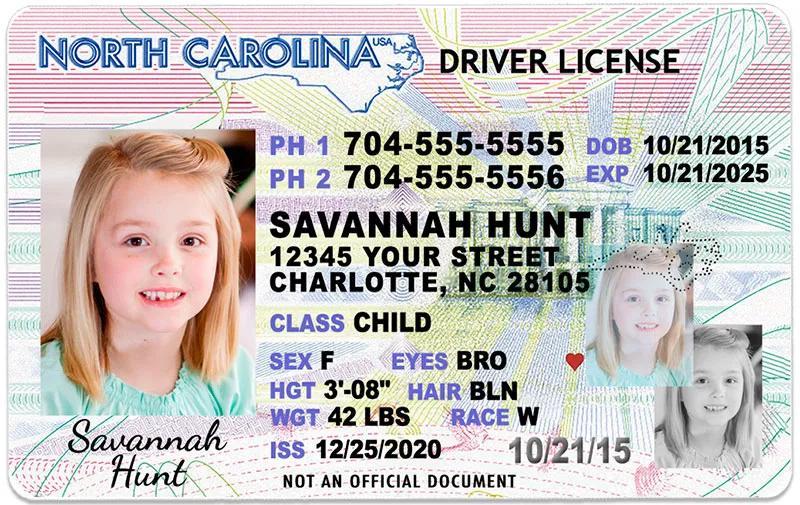 NORTH CAROLINA USA DRIVER LICENSE
PH 1 704-555-5555 DOB 10/21/2015
PH 2 704-555-5556 EXP 10/21/2025
SAVANNAH HUNT
12345 YOUR STREET
CHARLOTTE, NC 28105
CLASS CHILD
SEX F EYES BRO
HGT 3'-08" HAIR BLN
WGT 42 LBS RACE W
ISS 12/25/2020 10/21/15
Savannah
Hunt
NOT AN OFFICIAL DOCUMENT